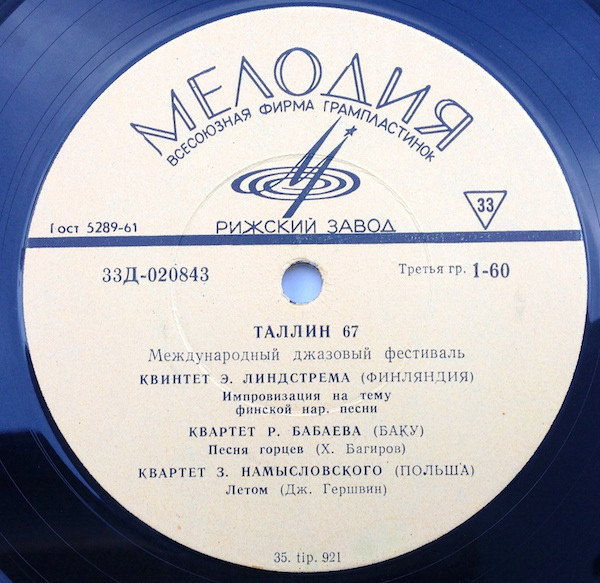 МЕЛОДИЯ
ВСЕСОЮЗНАЯ ФИРМА ГРАМПЛАСТИНОК
Гост 5289-61
РИЖСКИЙ ЗАВОД
33
33Д-020843
Третья гр. 1-60
ТАЛЛИН 67
Международный джазовый фестиваль
КВИНТЕТ Э. ЛИНДСТРЕМА (ФИНЛЯНДИЯ)
Импровизация на тему
финской нар. песни
КВАРТЕТ Р. БАБАЕВА (БАКУ)
Песня горцев (Х. Багиров)
КВАРТЕТ З. НАМЫСЛОВСКОГО (ПОЛЬША)
Летом (Дж. Гершвин)
35. tip. 921